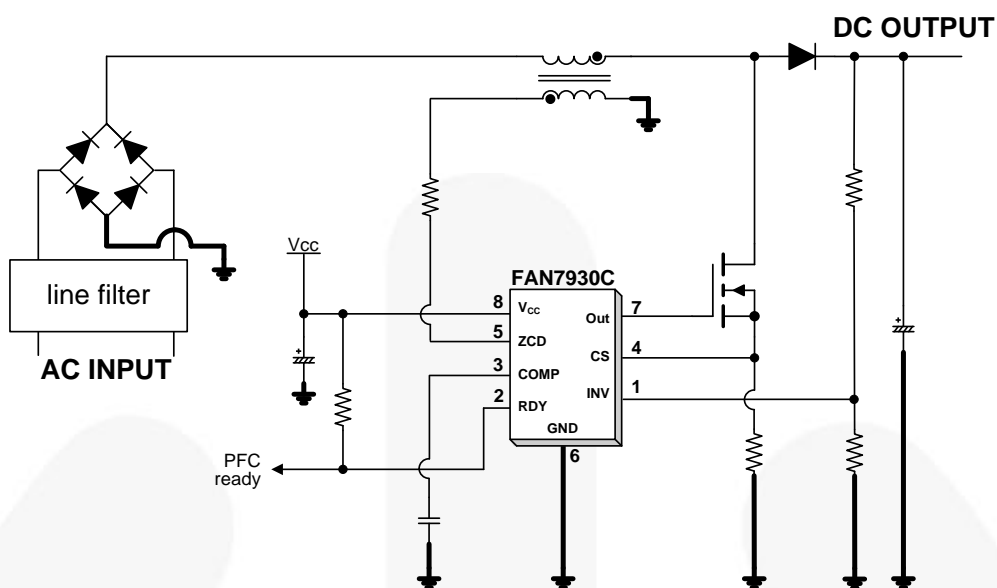 DC OUTPUT
line filter
AC INPUT
Vcc
FAN7930C
8
VCC
Out
7
5
ZCD
CS
4
3
COMP
INV
1
2
RDY
GND
6
PFC
ready